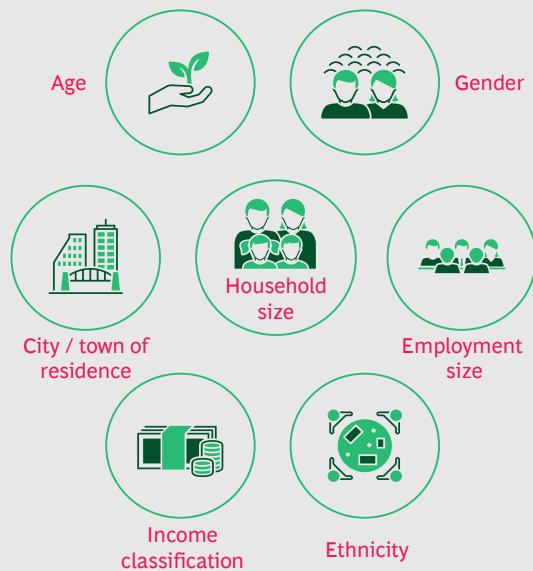 Age
Gender
Household
size
City / town of
residence
Employment
size
Income
classification
Ethnicity